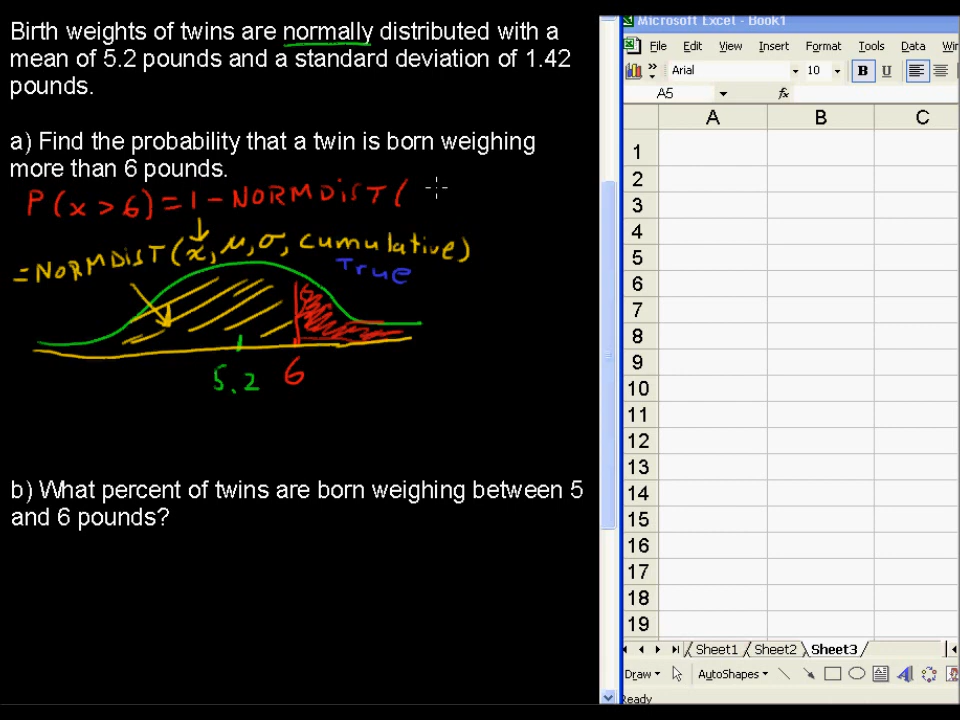 Birth weights of twins are normally distributed with a
mean of 5.2 pounds and a standard deviation of 1.42
pounds.
a) Find the probability that a twin is born weighing
more than 6 pounds.
P(x > 6) = 1 - NORMDIST(
=NORMDIST(x, μ, σ, cumulative)
True
5.2 6
b) What percent of twins are born weighing between 5
and 6 pounds?
Microsoft Excel - Book1
File Edit View Insert Format Tools Data
Arial 10 B U
A5 fx
A B C
1
2
3
4
5
6
7
8
9
10
11
12
13
14
15
16
17
18
19
Sheet1 Sheet2 Sheet3
Draw AutoShapes
Ready